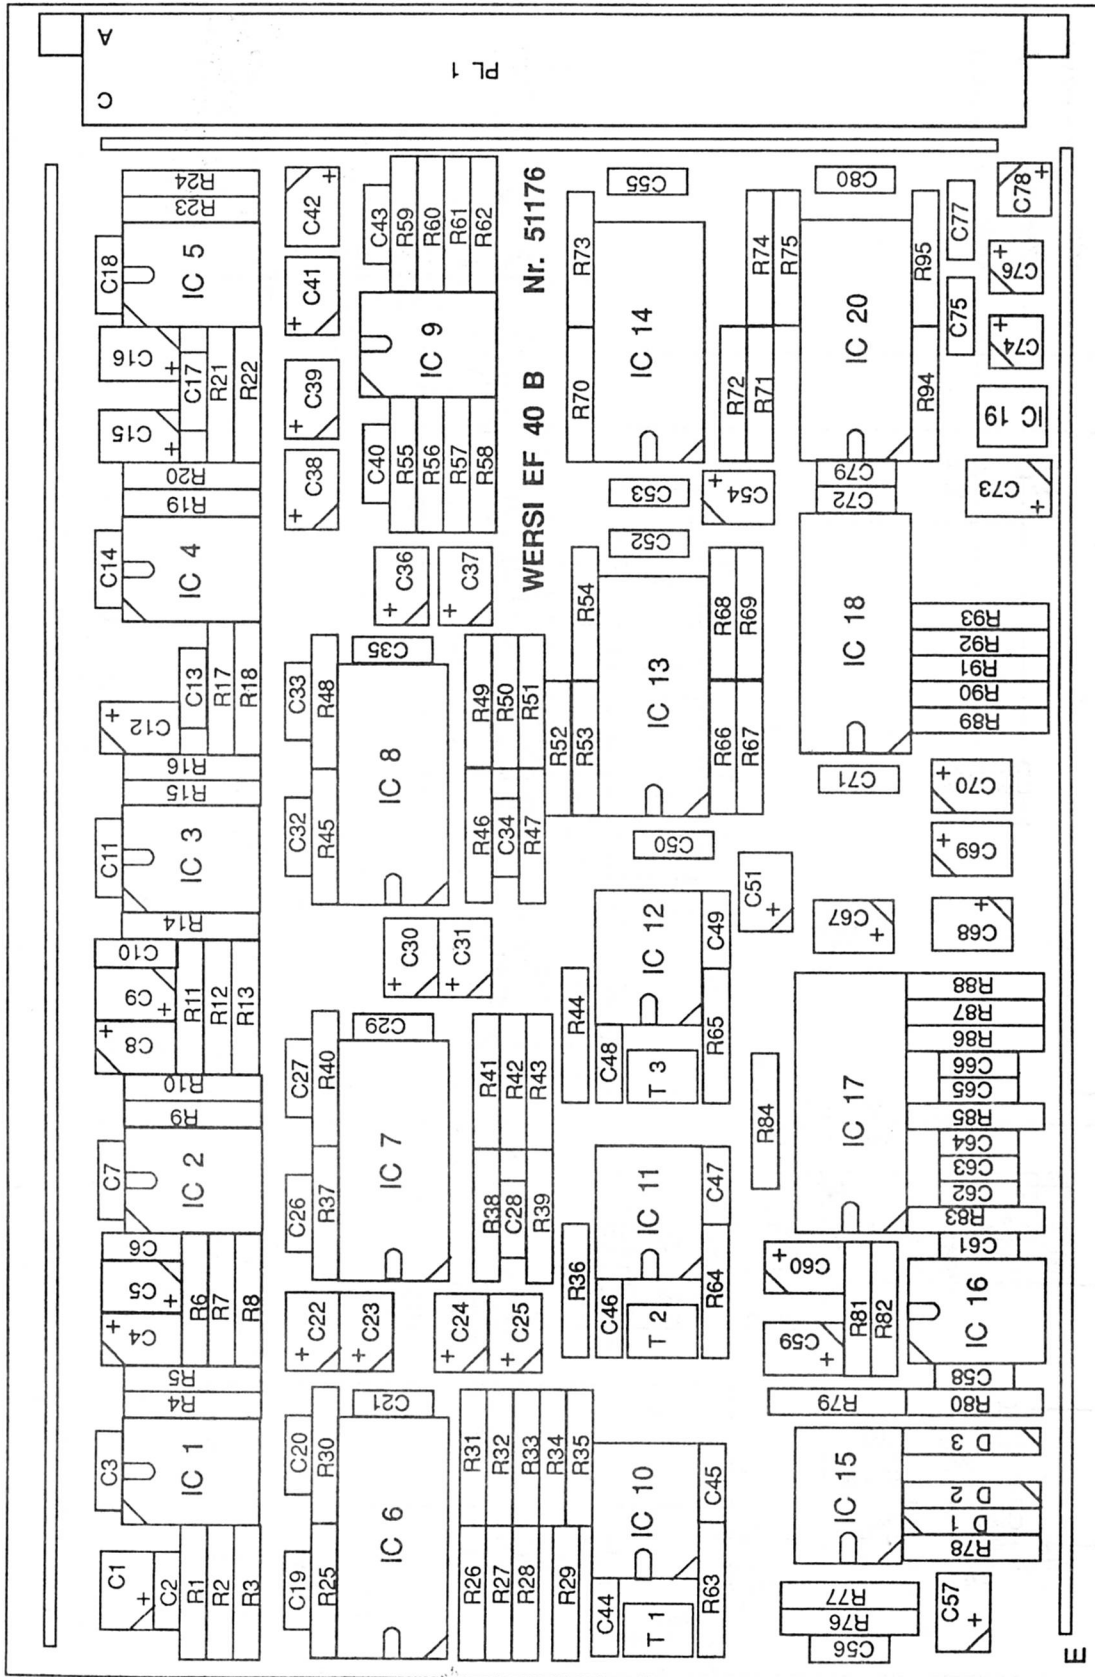 A
C
PL 1
R24
R23
C18
IC 5
C16
C15
C17
R21
R22
R20
R19
C14
IC 4
C12
C13
R17
R18
R16
R15
C11
IC 3
R14
C10
C9
C8
R11
R12
R13
R10
R9
C7
IC 2
C6
C5
C4
R6
R7
R8
R5
R4
C3
IC 1
C1
C2
R1
R2
R3
C42
C41
C39
C38
C43
R59
R60
R61
R62
IC 9
C40
R55
R56
R57
R58
C36
C37
C33
R48
C35
IC 8
C32
R45
R49
R50
R51
R46
C34
R47
C30
C31
C29
C27
R40
IC 7
C26
R37
R41
R42
R43
R38
C28
R39
C22
C23
C24
C25
C21
C20
R30
IC 6
C19
R25
R31
R32
R33
R34
R35
R26
R27
R28
R29
WERSI EF 40 B Nr. 51176
C55
R73
IC 14
R70
C53
C54
C52
R54
IC 13
R52
R53
R68
R69
R66
R67
C50
C51
IC 12
C49
R44
C48
T 3
R65
IC 11
C47
R36
C46
T 2
R64
IC 10
C45
C44
T 1
R63
C80
R74
R75
R72
R71
IC 20
R95
R94
C77
C75
C78
C76
C74
IC 19
C73
C79
C72
IC 18
R93
R92
R91
R90
R89
C71
C70
C69
C68
C67
R84
IC 17
R88
R87
R86
C66
C65
R85
C64
C63
C62
R83
C61
C60
C59
R81
R82
IC 16
C58
R79
R80
IC 15
D 3
D 2
D 1
R78
R77
R76
C56
C57
E